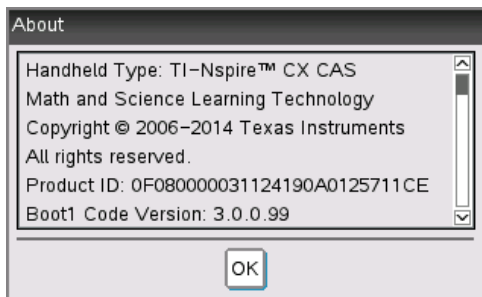 About
Handheld Type: TI-Nspire™ CX CAS
Math and Science Learning Technology
Copyright © 2006-2014 Texas Instruments
All rights reserved.
Product ID: 0F080000031124190A0125711CE
Boot1 Code Version: 3.0.0.99
OK